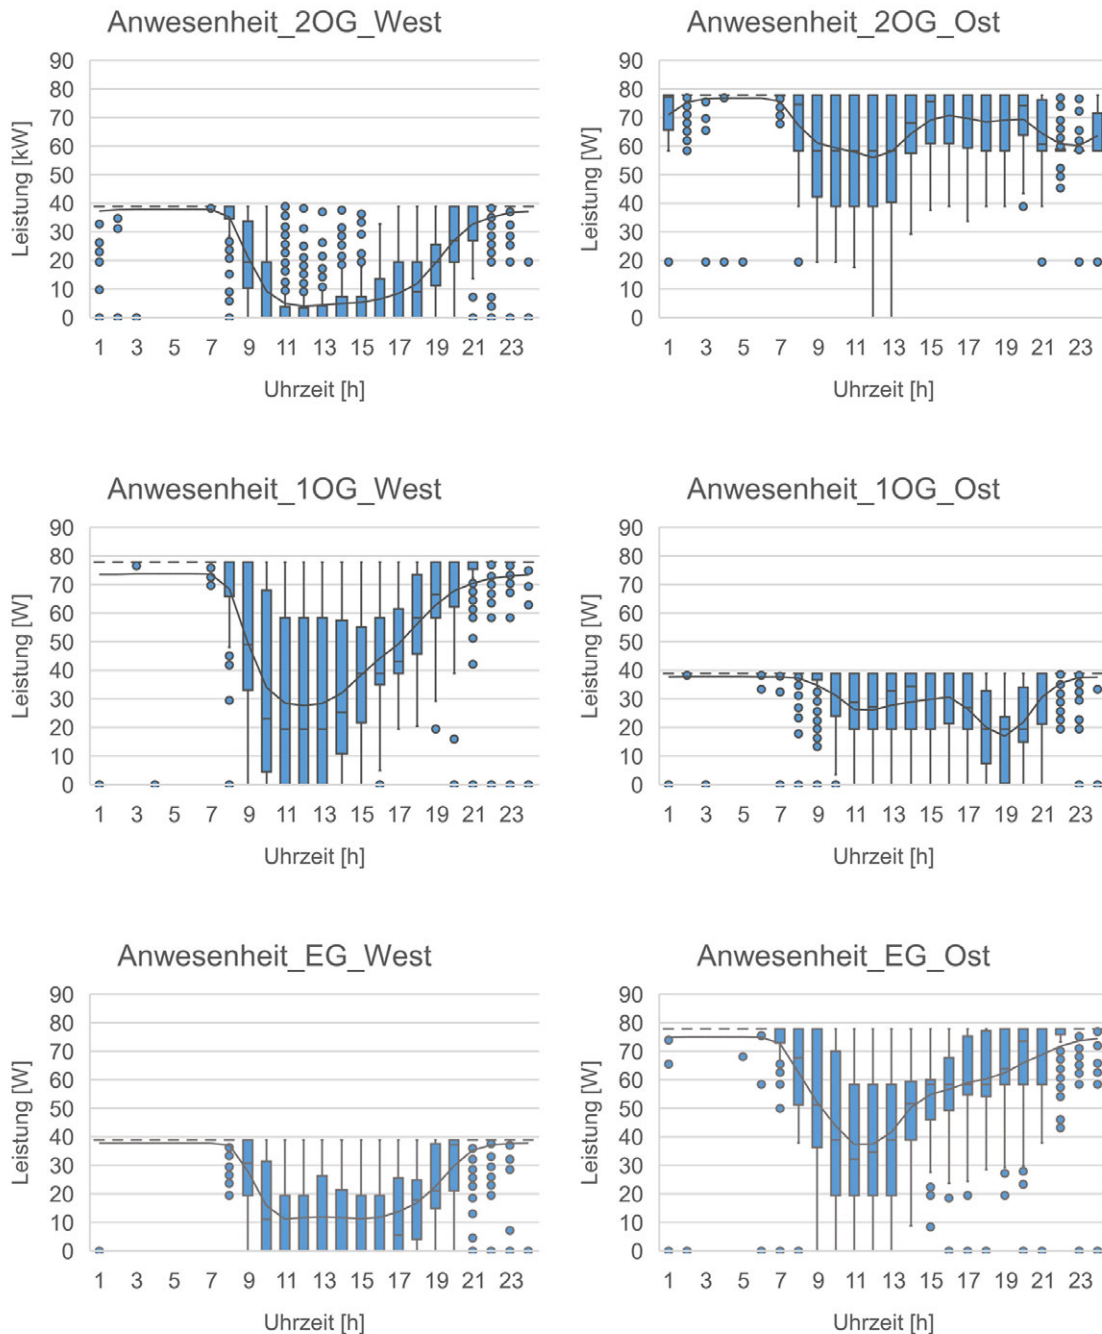 Anwesenheit_2OG_West
Leistung [kW]
90
80
70
60
50
40
30
20
10
0
1 3 5 7 9 11 13 15 17 19 21 23
Uhrzeit [h]
Anwesenheit_2OG_Ost
Leistung [W]
90
80
70
60
50
40
30
20
10
0
1 3 5 7 9 11 13 15 17 19 21 23
Uhrzeit [h]
Anwesenheit_1OG_West
Leistung [W]
90
80
70
60
50
40
30
20
10
0
1 3 5 7 9 11 13 15 17 19 21 23
Uhrzeit [h]
Anwesenheit_1OG_Ost
Leistung [W]
90
80
70
60
50
40
30
20
10
0
1 3 5 7 9 11 13 15 17 19 21 23
Uhrzeit [h]
Anwesenheit_EG_West
Leistung [W]
90
80
70
60
50
40
30
20
10
0
1 3 5 7 9 11 13 15 17 19 21 23
Uhrzeit [h]
Anwesenheit_EG_Ost
Leistung [W]
90
80
70
60
50
40
30
20
10
0
1 3 5 7 9 11 13 15 17 19 21 23
Uhrzeit [h]